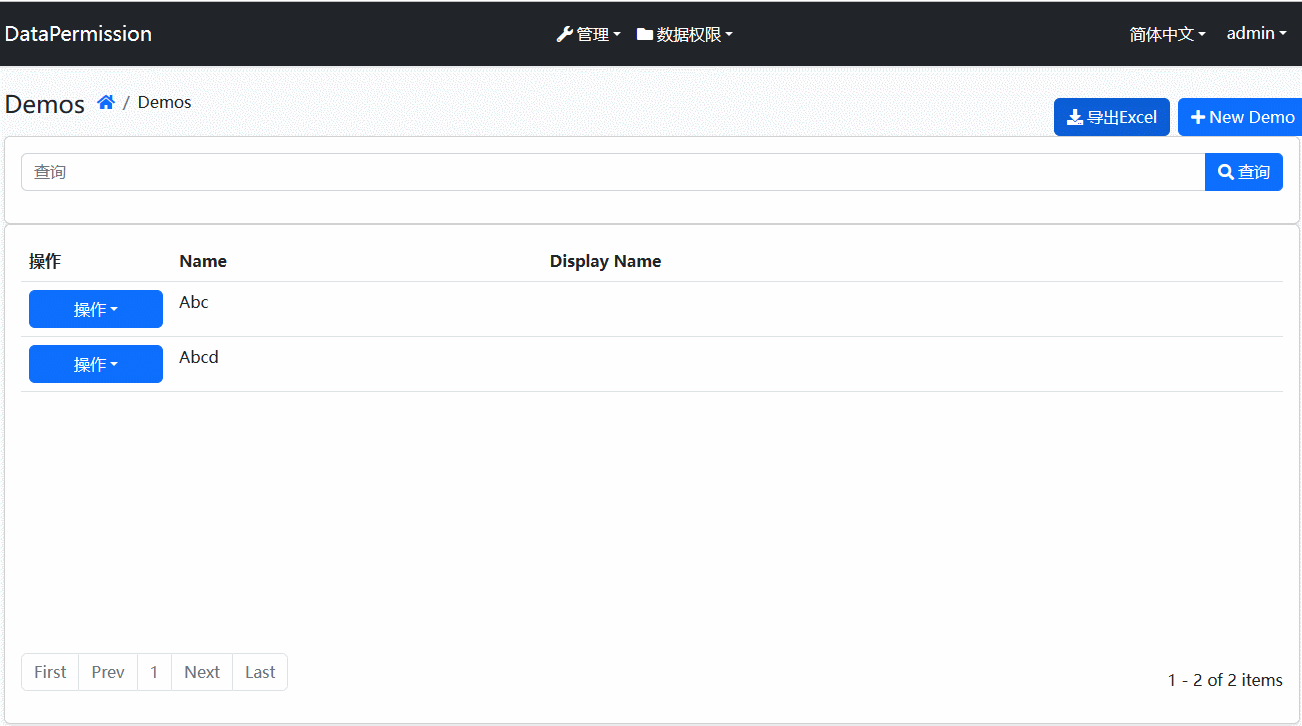 DataPermission 管理 数据权限 简体中文 admin
Demos / Demos
导出Excel New Demo
查询 查询
操作 Name Display Name
操作 Abc
操作 Abcd
First Prev 1 Next Last
1 - 2 of 2 items